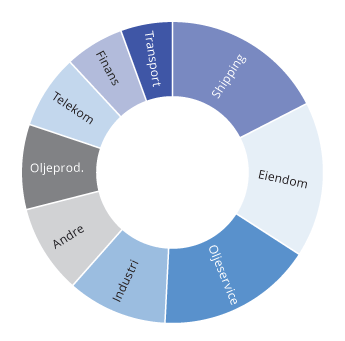 Shipping
Eiendom
Oljeservice
Industri
Andre
Oljeprod.
Telekom
Finans
Transport